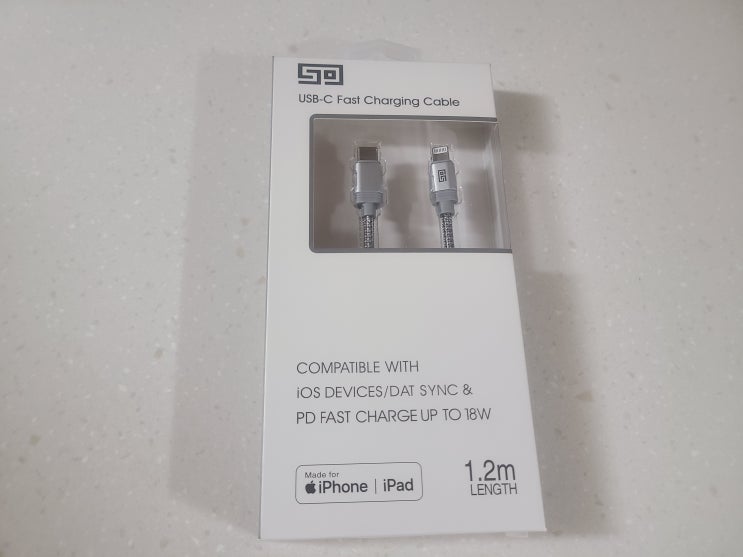 USB-C Fast Charging Cable
COMPATIBLE WITH
iOS DEVICES/DAT SYNC &
PD FAST CHARGE UP TO 18W
Made for
iPhone | iPad
1.2m
LENGTH